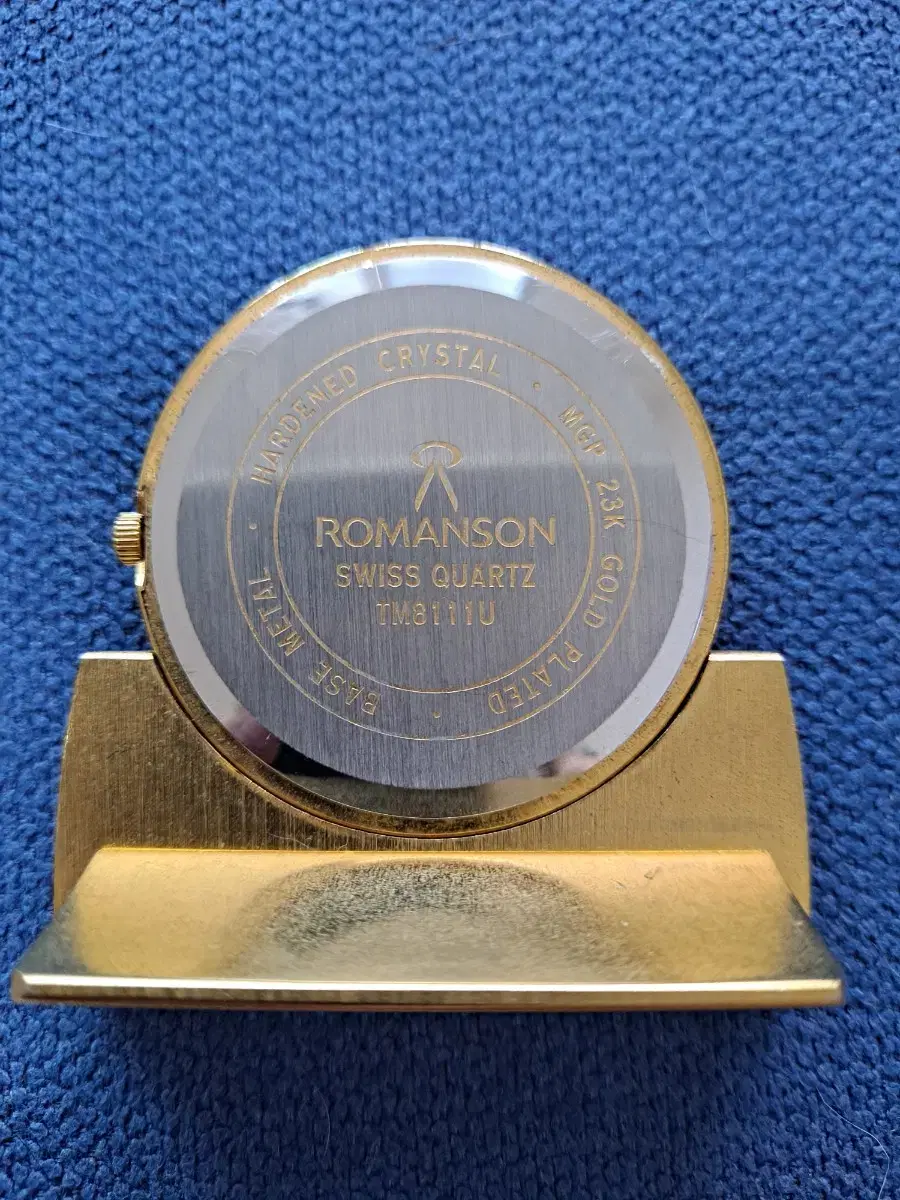 HARDENED CRYSTAL · MGP 23K GOLD PLATED · BASE METAL ·
ROMANSON
SWISS QUARTZ
TM8111U